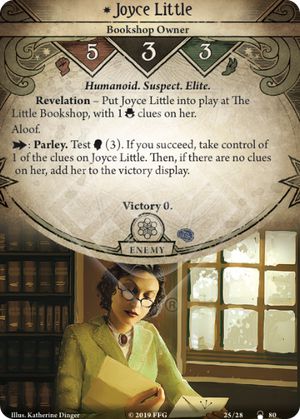 Joyce Little
Bookshop Owner
5 3 3
Humanoid. Suspect. Elite.
Revelation – Put Joyce Little into play at The
Little Bookshop, with 1 clues on her.
Aloof.
: Parley. Test (3). If you succeed, take control of
1 of the clues on Joyce Little. Then, if there are no clues
on her, add her to the victory display.
Victory 0.
ENEMY
Illus. Katherine Dinger
© 2019 FFG
25/28
80